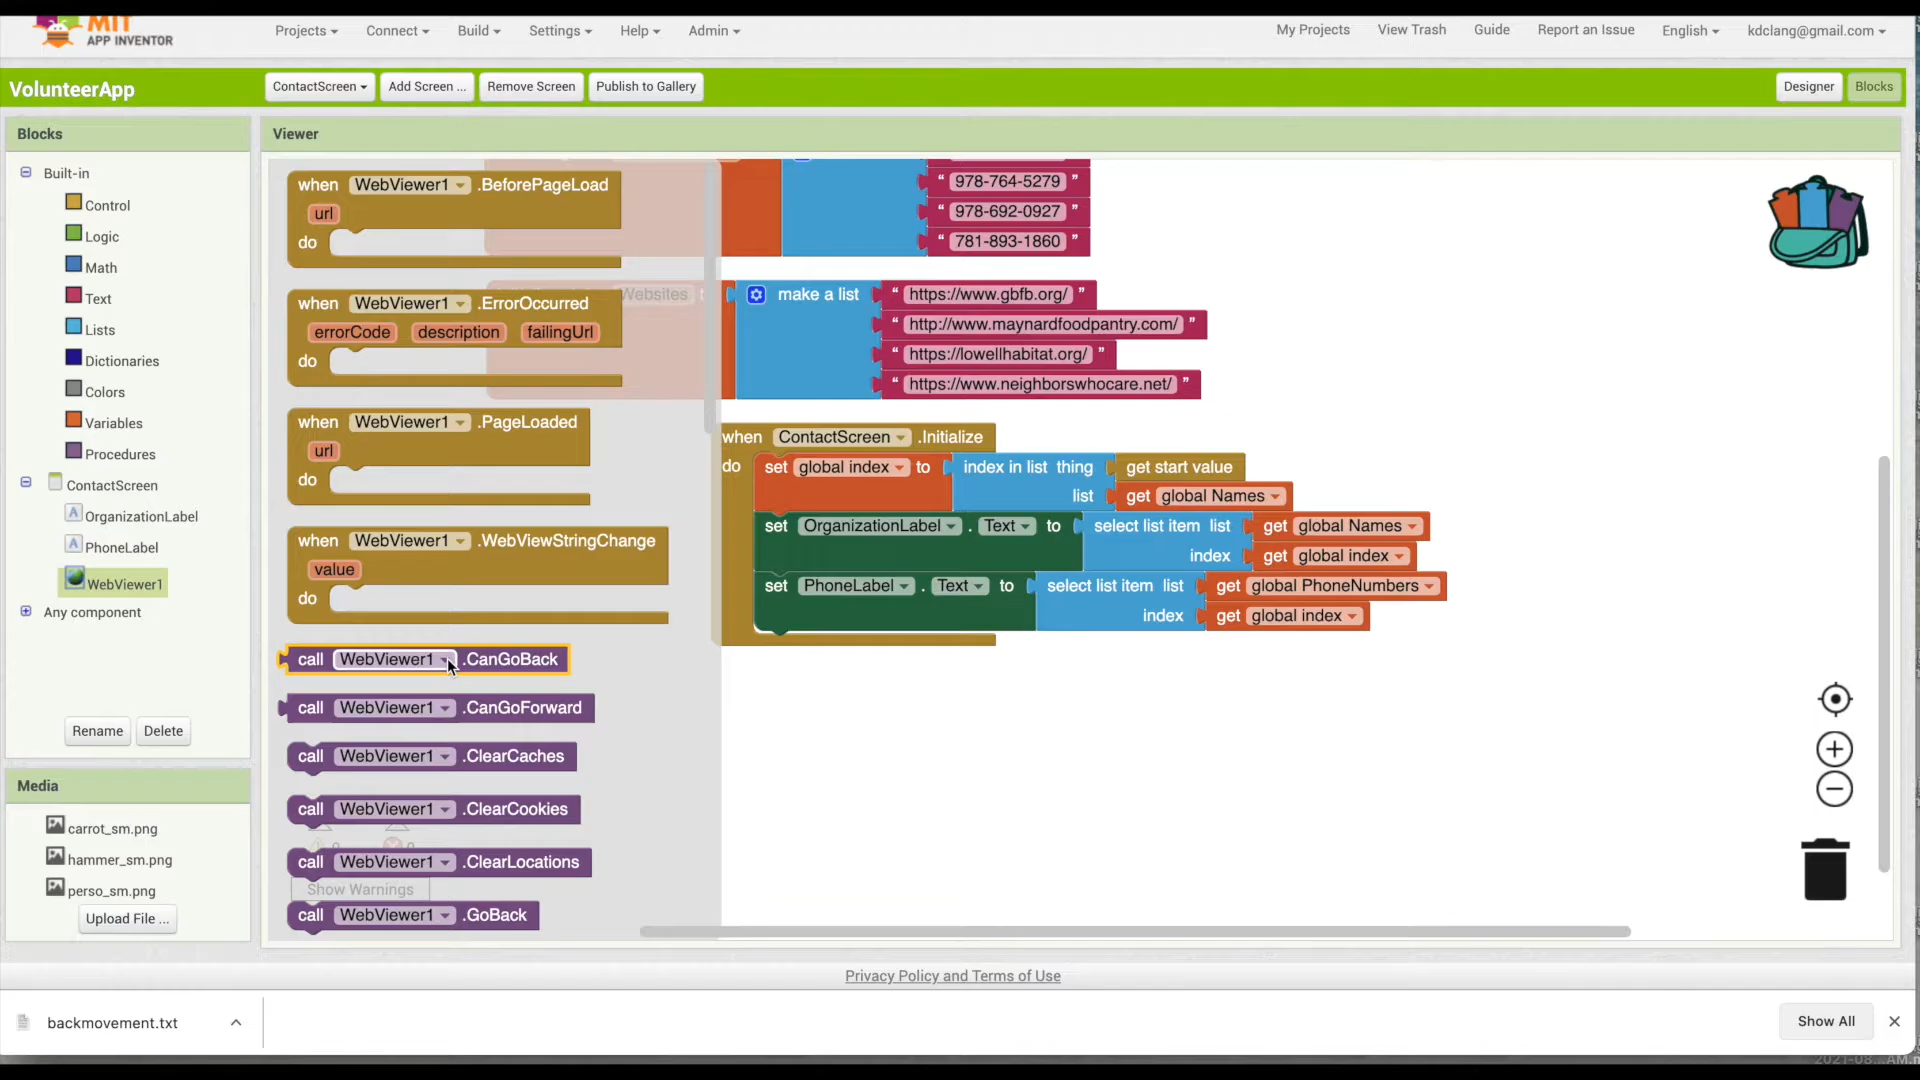 MIT
APP INVENTOR
Projects
Connect
Build
Settings
Help
Admin
My Projects
View Trash
Guide
Report an Issue
English
kdclang@gmail.com
VolunteerApp
ContactScreen
Add Screen ...
Remove Screen
Publish to Gallery
Designer
Blocks
Blocks
Built-in
Control
Logic
Math
Text
Lists
Dictionaries
Colors
Variables
Procedures
ContactScreen
OrganizationLabel
PhoneLabel
WebViewer1
Any component
Rename
Delete
Media
carrot_sm.png
hammer_sm.png
perso_sm.png
Upload File ...
Viewer
when WebViewer1 .BeforePageLoad
url
do
when WebViewer1 .ErrorOccurred
errorCode description failingUrl
do
when WebViewer1 .PageLoaded
url
do
when WebViewer1 .WebViewStringChange
value
do
call WebViewer1 .CanGoBack
call WebViewer1 .CanGoForward
call WebViewer1 .ClearCaches
call WebViewer1 .ClearCookies
call WebViewer1 .ClearLocations
Show Warnings
call WebViewer1 .GoBack
“ 978-764-5279 ”
“ 978-692-0927 ”
“ 781-893-1860 ”
Websites make a list “ https://www.gbfb.org/ ”
“ http://www.maynardfoodpantry.com/ ”
“ https://lowellhabitat.org/ ”
“ https://www.neighborswhocare.net/ ”
when ContactScreen .Initialize
do set global index to index in list thing get start value
list get global Names
set OrganizationLabel . Text to select list item list get global Names
index get global index
set PhoneLabel . Text to select list item list get global PhoneNumbers
index get global index
Privacy Policy and Terms of Use
backmovement.txt
Show All